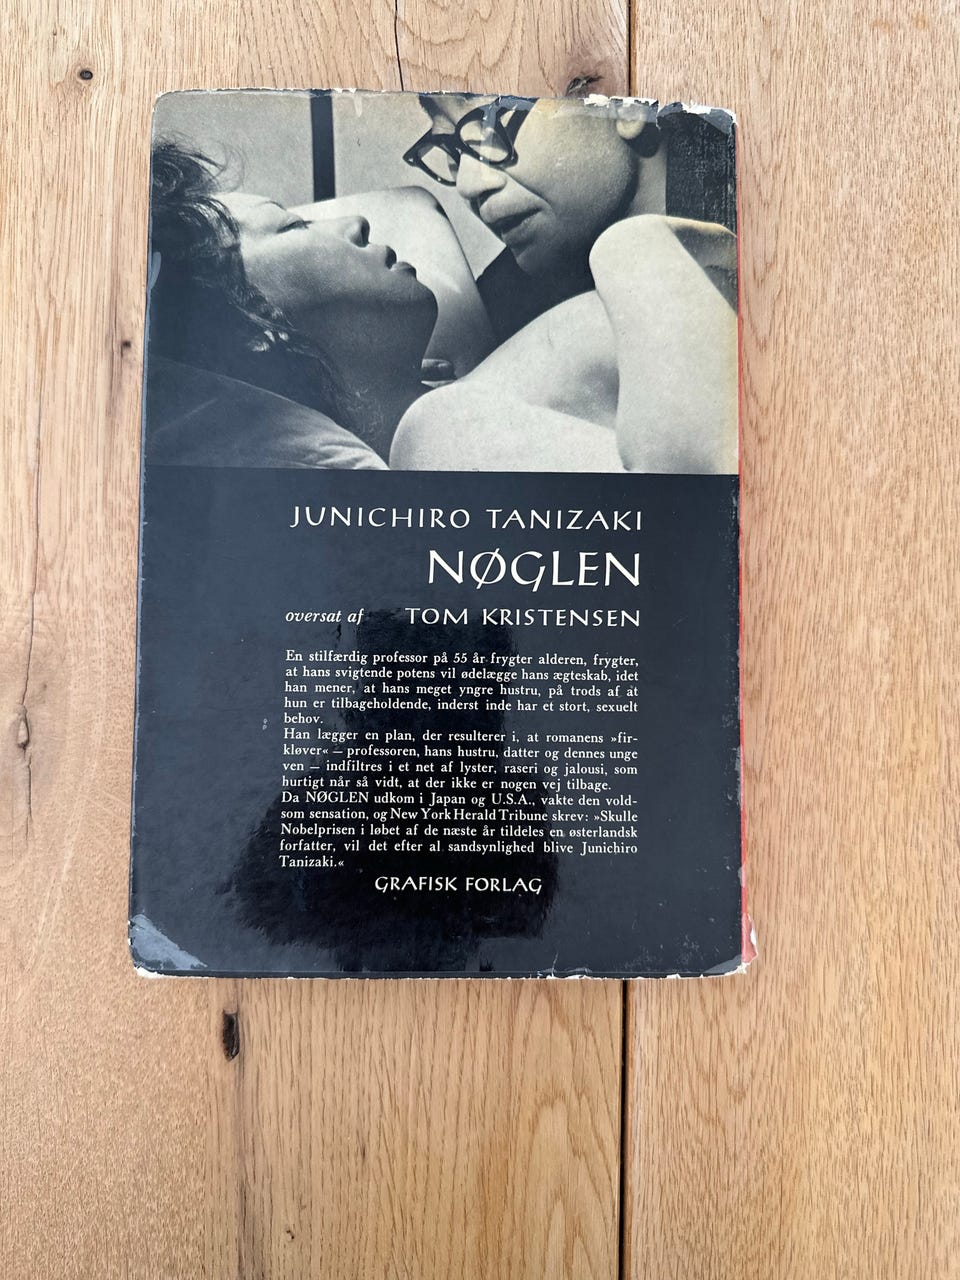 JUNICHIRO TANIZAKI
NØGLEN
oversat af TOM KRISTENSEN
En stilfærdig professor på 55 år frygter alderen, frygter,
at hans svigtende potens vil ødelægge hans ægteskab, idet
han mener, at hans meget yngre hustru, på trods af at
hun er tilbageholdende, inderst inde har et stort, sexuelt
behov.
Han lægger en plan, der resulterer i, at romanens »fir-
kløver« — professoren, hans hustru, datter og dennes unge
ven — indfiltres i et net af lyster, raseri og jalousi, som
hurtigt når så vidt, at der ikke er nogen vej tilbage.
Da NØGLEN udkom i Japan og U.S.A., vakte den vold-
som sensation, og New York Herald Tribune skrev: »Skulle
Nobelprisen i løbet af de næste år tildeles en østerlandsk
forfatter, vil det efter al sandsynlighed blive Junichiro
Tanizaki.«
GRAFISK FORLAG